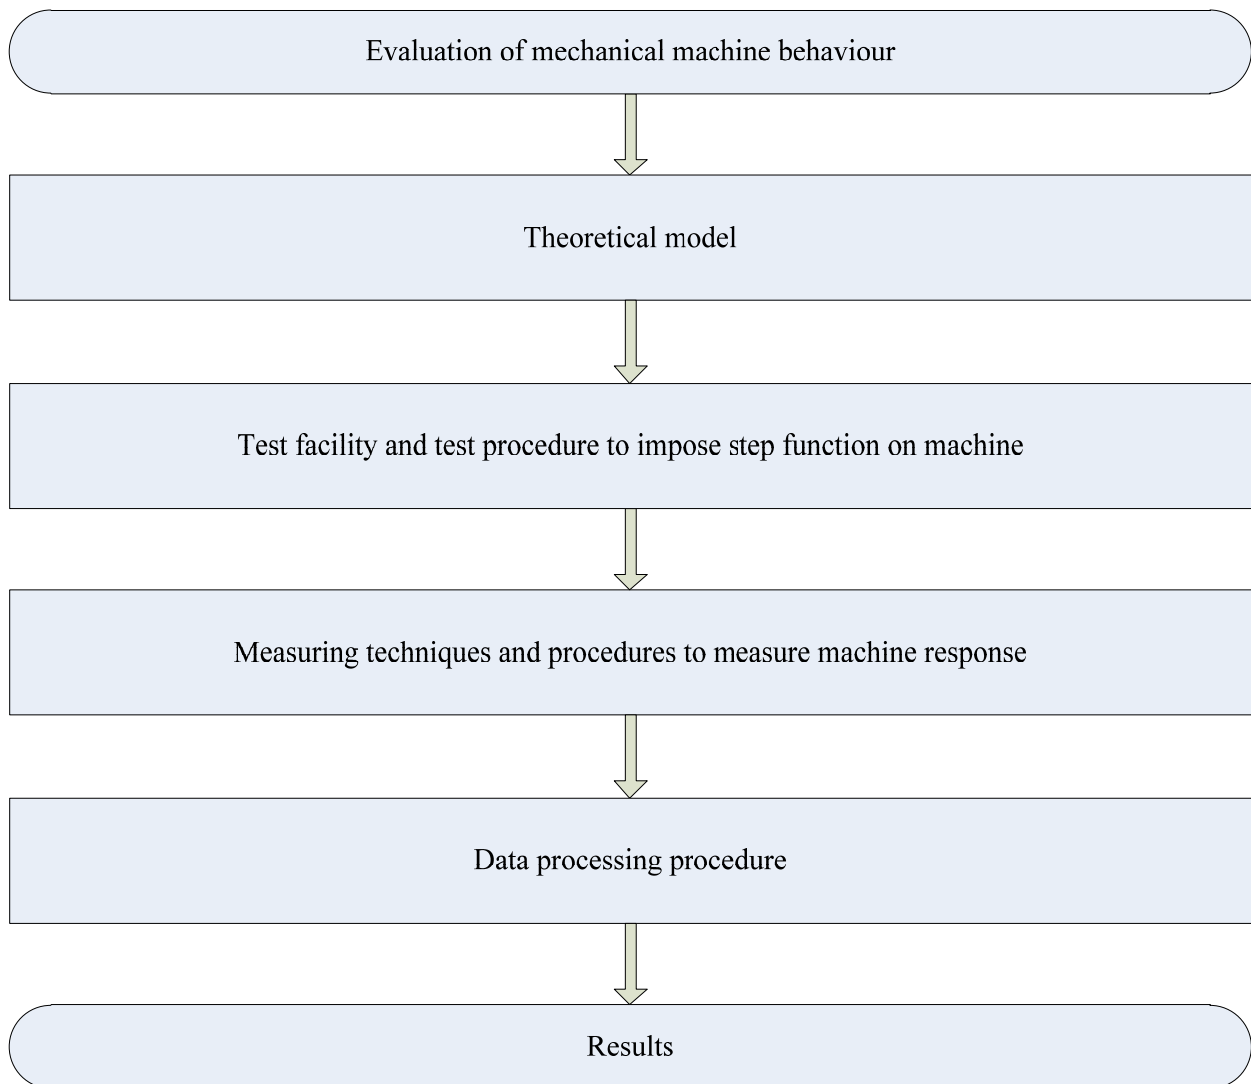 Evaluation of mechanical machine behaviour
Theoretical model
Test facility and test procedure to impose step function on machine
Measuring techniques and procedures to measure machine response
Data processing procedure
Results